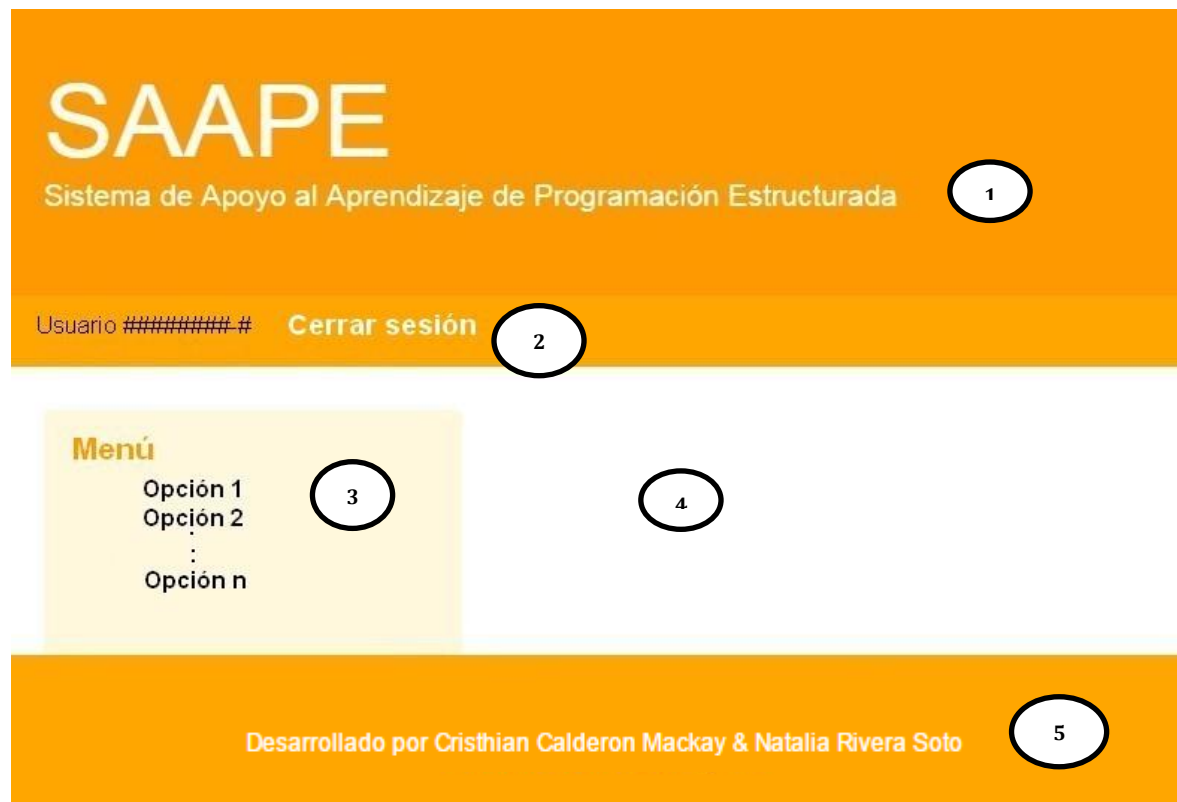 SAAPE
Sistema de Apoyo al Aprendizaje de Programación Estructurada
1
Usuario #########-# Cerrar sesión
2
Menú
Opción 1
Opción 2
:
Opción n
3
4
Desarrollado por Cristhian Calderon Mackay & Natalia Rivera Soto
5